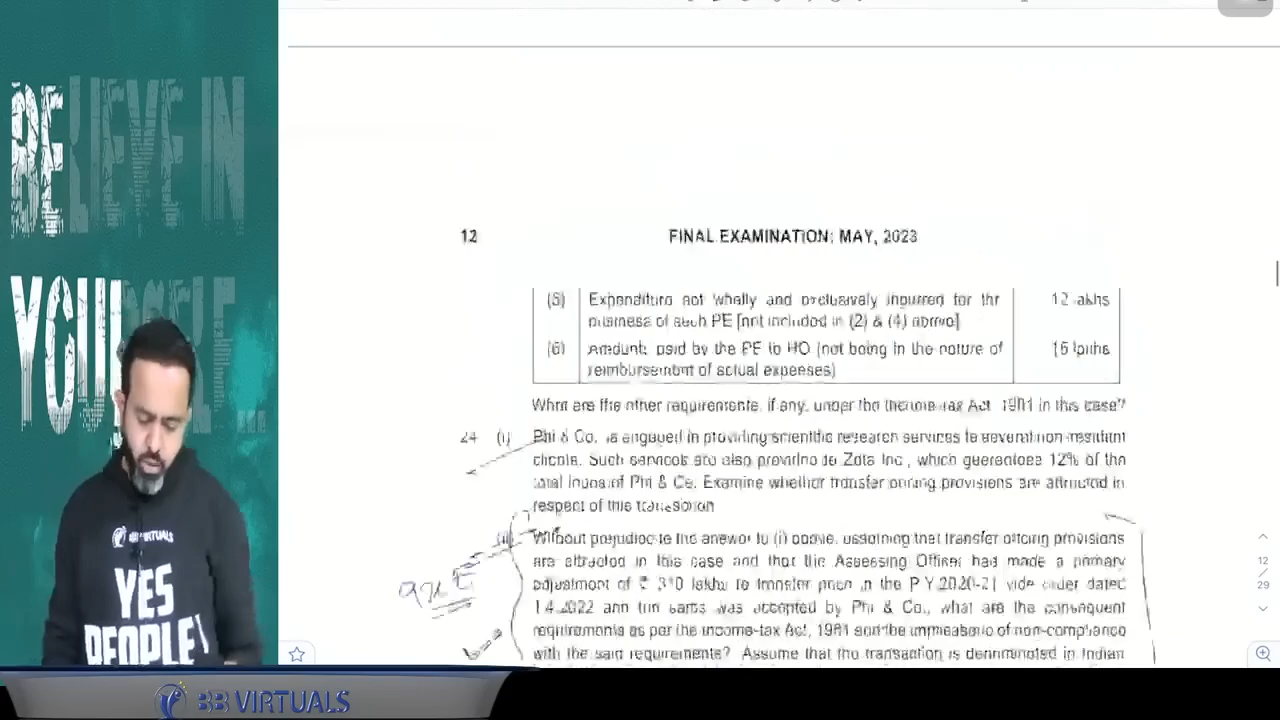 BELIEVE IN
YOURSELF...
BB VIRTUALS
YES
PEOPLE!
BB VIRTUALS
12
FINAL EXAMINATION: MAY, 2023
(5) Expenditure not wholly and exclusively incurred for the 12 lakhs
business of such PE [not included in (2) & (4) above]
(6) Amounts paid by the PE to HO (not being in the nature of 15 lakhs
reimbursement of actual expenses)
What are the other requirements, if any, under the Income-tax Act, 1961 in this case?
24 (i) Phi & Co. is engaged in providing scientific research services to several non-resident
clients. Such services are also provided to Zota Inc., which guarantees 12% of the
total loans of Phi & Co. Examine whether transfer pricing provisions are attracted in
respect of this transaction
(ii) Without prejudice to the answer to (i) above, assuming that transfer pricing provisions
are attracted in this case and that the Assessing Officer had made a primary
adjustment of ₹ lakhs to transfer price in the P.Y.2020-21 vide order dated
1.4.2022 and the same was accepted by Phi & Co., what are the consequent
requirements as per the Income-tax Act, 1961 and the implications of non-compliance
with the said requirements? Assume that the transaction is denominated in Indian
12
29